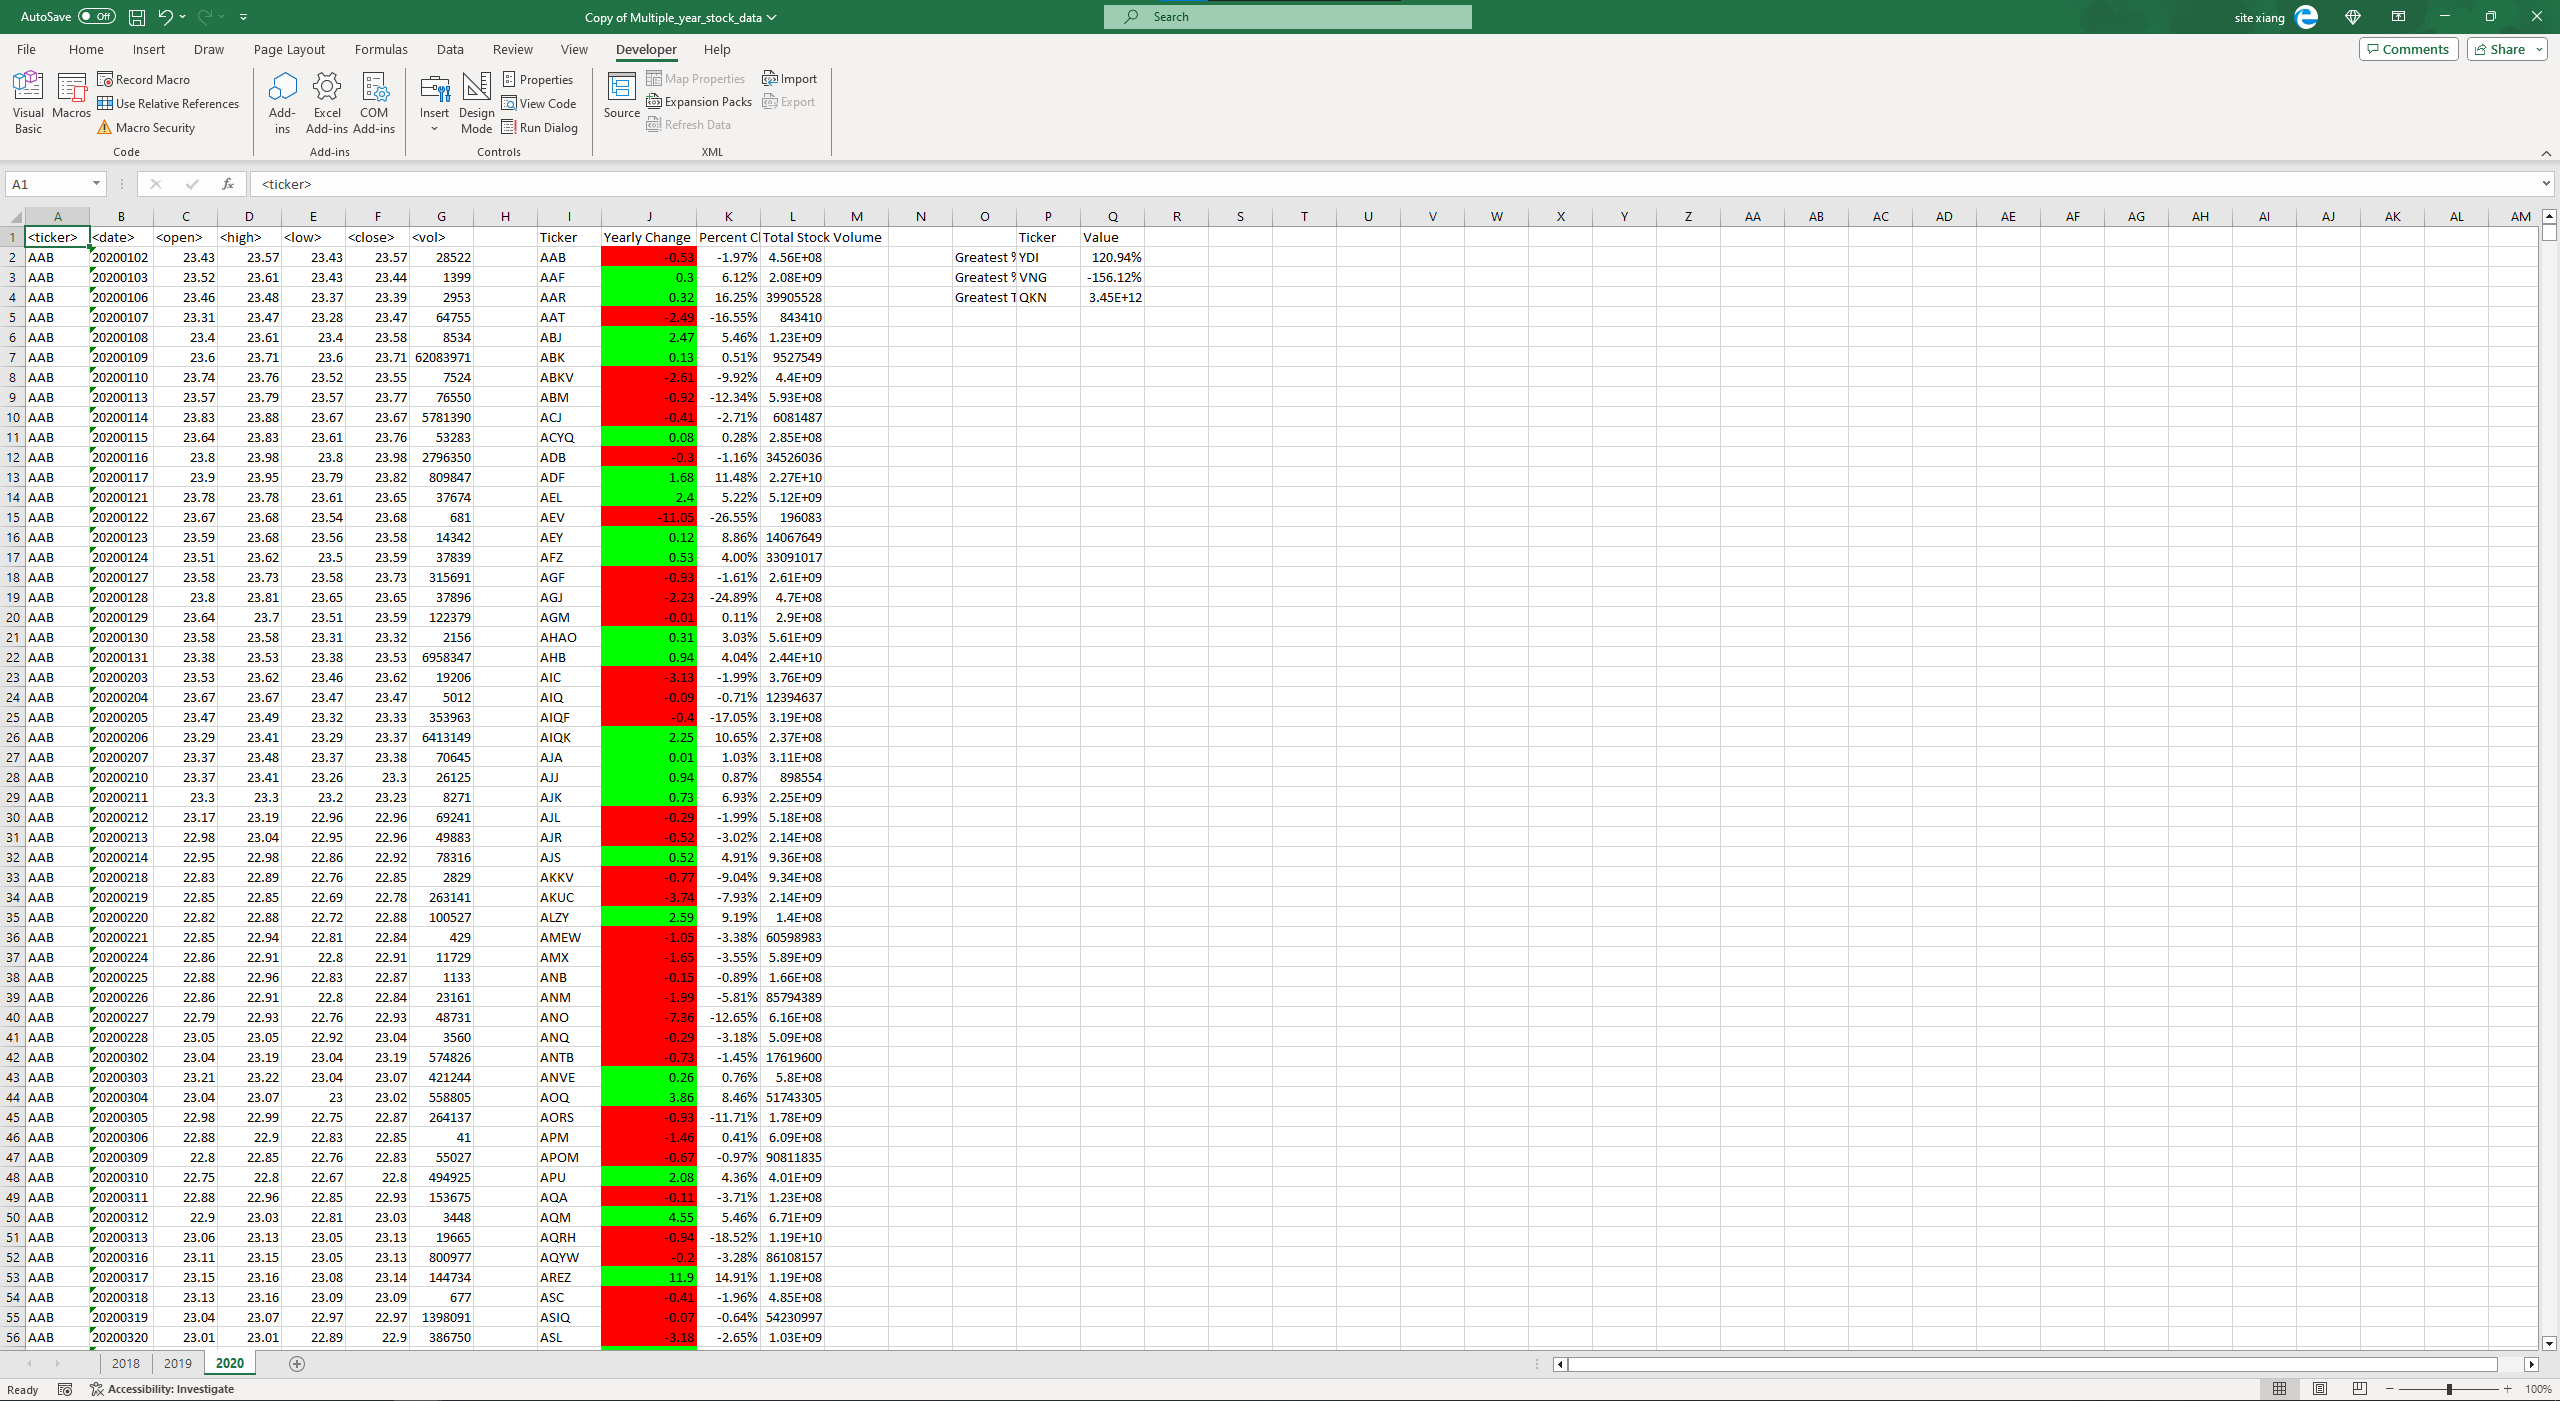 AutoSave Off Copy of Multiple_year_stock_data Search site xiang
File Home Insert Draw Page Layout Formulas Data Review View Developer Help Comments Share
Visual Basic Macros Record Macro Use Relative References Macro Security Code
Add-ins Excel Add-ins COM Add-ins Add-ins
Insert Design Mode Properties View Code Run Dialog Controls
Source Map Properties Expansion Packs Refresh Data Import Export XML
A1 fx <ticker>
A B C D E F G H I J K L M N O P Q R S T U V W X Y Z AA AB AC AD AE AF AG AH AI AJ AK AL AM
1 <ticker> <date> <open> <high> <low> <close> <vol> Ticker Yearly Change Percent Cl Total Stock Volume Ticker Value
2 AAB 20200102 23.43 23.57 23.43 23.57 28522 AAB -0.53 -1.97% 4.56E+08 Greatest % YDI 120.94%
3 AAB 20200103 23.52 23.61 23.43 23.44 1399 AAF 0.3 6.12% 2.08E+09 Greatest % VNG -156.12%
4 AAB 20200106 23.46 23.48 23.37 23.39 2953 AAR 0.32 16.25% 39905528 Greatest T QKN 3.45E+12
5 AAB 20200107 23.31 23.47 23.28 23.47 64755 AAT -2.49 -16.55% 843410
6 AAB 20200108 23.4 23.61 23.4 23.58 8534 ABJ 2.47 5.46% 1.23E+09
7 AAB 20200109 23.6 23.71 23.6 23.71 62083971 ABK 0.13 0.51% 9527549
8 AAB 20200110 23.74 23.76 23.52 23.55 7524 ABKV -2.61 -9.92% 4.4E+09
9 AAB 20200113 23.57 23.79 23.57 23.77 76550 ABM -0.92 -12.34% 5.93E+08
10 AAB 20200114 23.83 23.88 23.67 23.67 5781390 ACJ -0.41 -2.71% 6081487
11 AAB 20200115 23.64 23.83 23.61 23.76 53283 ACYQ 0.08 0.28% 2.85E+08
12 AAB 20200116 23.8 23.98 23.8 23.98 2796350 ADB -0.3 -1.16% 34526036
13 AAB 20200117 23.9 23.95 23.79 23.82 809847 ADF 1.68 11.48% 2.27E+10
14 AAB 20200121 23.78 23.78 23.61 23.65 37674 AEL 2.4 5.22% 5.12E+09
15 AAB 20200122 23.67 23.68 23.54 23.68 681 AEV -11.05 -26.55% 196083
16 AAB 20200123 23.59 23.68 23.56 23.58 14342 AEY 0.12 8.86% 14067649
17 AAB 20200124 23.51 23.62 23.5 23.59 37839 AFZ 0.53 4.00% 33091017
18 AAB 20200127 23.58 23.73 23.58 23.73 315691 AGF -0.93 -1.61% 2.61E+09
19 AAB 20200128 23.8 23.81 23.65 23.65 37896 AGJ -2.23 -24.89% 4.7E+08
20 AAB 20200129 23.64 23.7 23.51 23.59 122379 AGM -0.01 0.11% 2.9E+08
21 AAB 20200130 23.58 23.58 23.31 23.32 2156 AHAO 0.31 3.03% 5.61E+09
22 AAB 20200131 23.38 23.53 23.38 23.53 6958347 AHB 0.94 4.04% 2.44E+10
23 AAB 20200203 23.53 23.62 23.46 23.62 19206 AIC -3.13 -1.99% 3.76E+09
24 AAB 20200204 23.67 23.67 23.47 23.47 5012 AIQ -0.09 -0.71% 12394637
25 AAB 20200205 23.47 23.49 23.32 23.33 353963 AIQF -0.4 -17.05% 3.19E+08
26 AAB 20200206 23.29 23.41 23.29 23.37 6413149 AIQK 2.25 10.65% 2.37E+08
27 AAB 20200207 23.37 23.48 23.37 23.38 70645 AJA 0.01 1.03% 3.11E+08
28 AAB 20200210 23.37 23.41 23.26 23.3 26125 AJJ 0.94 0.87% 898554
29 AAB 20200211 23.3 23.3 23.2 23.23 8271 AJK 0.73 6.93% 2.25E+09
30 AAB 20200212 23.17 23.19 22.96 22.96 69241 AJL -0.29 -1.99% 5.18E+08
31 AAB 20200213 22.98 23.04 22.95 22.96 49883 AJR -0.52 -3.02% 2.14E+08
32 AAB 20200214 22.95 22.98 22.86 22.92 78316 AJS 0.52 4.91% 9.36E+08
33 AAB 20200218 22.83 22.89 22.76 22.85 2829 AKKV -0.77 -9.04% 9.34E+08
34 AAB 20200219 22.85 22.85 22.69 22.78 263141 AKUC -3.74 -7.93% 2.14E+09
35 AAB 20200220 22.82 22.88 22.72 22.88 100527 ALZY 2.59 9.19% 1.4E+08
36 AAB 20200221 22.85 22.94 22.81 22.84 429 AMEW -1.05 -3.38% 60598983
37 AAB 20200224 22.86 22.91 22.8 22.91 11729 AMX -1.65 -3.55% 5.89E+09
38 AAB 20200225 22.88 22.96 22.83 22.87 1133 ANB -0.15 -0.89% 1.66E+08
39 AAB 20200226 22.86 22.91 22.8 22.84 23161 ANM -1.99 -5.81% 85794389
40 AAB 20200227 22.79 22.93 22.76 22.93 48731 ANO -7.36 -12.65% 6.16E+08
41 AAB 20200228 23.05 23.05 22.92 23.04 3560 ANQ -0.29 -3.18% 5.09E+08
42 AAB 20200302 23.04 23.19 23.04 23.19 574826 ANTB -0.73 -1.45% 17619600
43 AAB 20200303 23.21 23.22 23.04 23.07 421244 ANVE 0.26 0.76% 5.8E+08
44 AAB 20200304 23.04 23.07 23 23.02 558805 AOQ 3.86 8.46% 51743305
45 AAB 20200305 22.98 22.99 22.75 22.87 264137 AORS -0.93 -11.71% 1.78E+09
46 AAB 20200306 22.88 22.9 22.83 22.85 41 APM -1.46 0.41% 6.09E+08
47 AAB 20200309 22.8 22.85 22.76 22.83 55027 APOM -0.67 -0.97% 90811835
48 AAB 20200310 22.75 22.8 22.67 22.8 494925 APU 2.08 4.36% 4.01E+09
49 AAB 20200311 22.88 22.96 22.85 22.93 153675 AQA -0.11 -3.71% 1.23E+08
50 AAB 20200312 22.9 23.03 22.81 23.03 3448 AQM 4.55 5.46% 6.71E+09
51 AAB 20200313 23.06 23.13 23.05 23.13 19665 AQRH -0.94 -18.52% 1.19E+10
52 AAB 20200316 23.11 23.15 23.05 23.13 800977 AQYW -0.2 -3.28% 86108157
53 AAB 20200317 23.15 23.16 23.08 23.14 144734 AREZ 11.9 14.91% 1.19E+08
54 AAB 20200318 23.13 23.16 23.09 23.09 677 ASC -0.41 -1.96% 4.85E+08
55 AAB 20200319 23.04 23.07 22.97 22.97 1398091 ASIQ -0.07 -0.64% 54230997
56 AAB 20200320 23.01 23.01 22.89 22.9 386750 ASL -3.18 -2.65% 1.03E+09
2018 2019 2020
Ready Accessibility: Investigate 100%